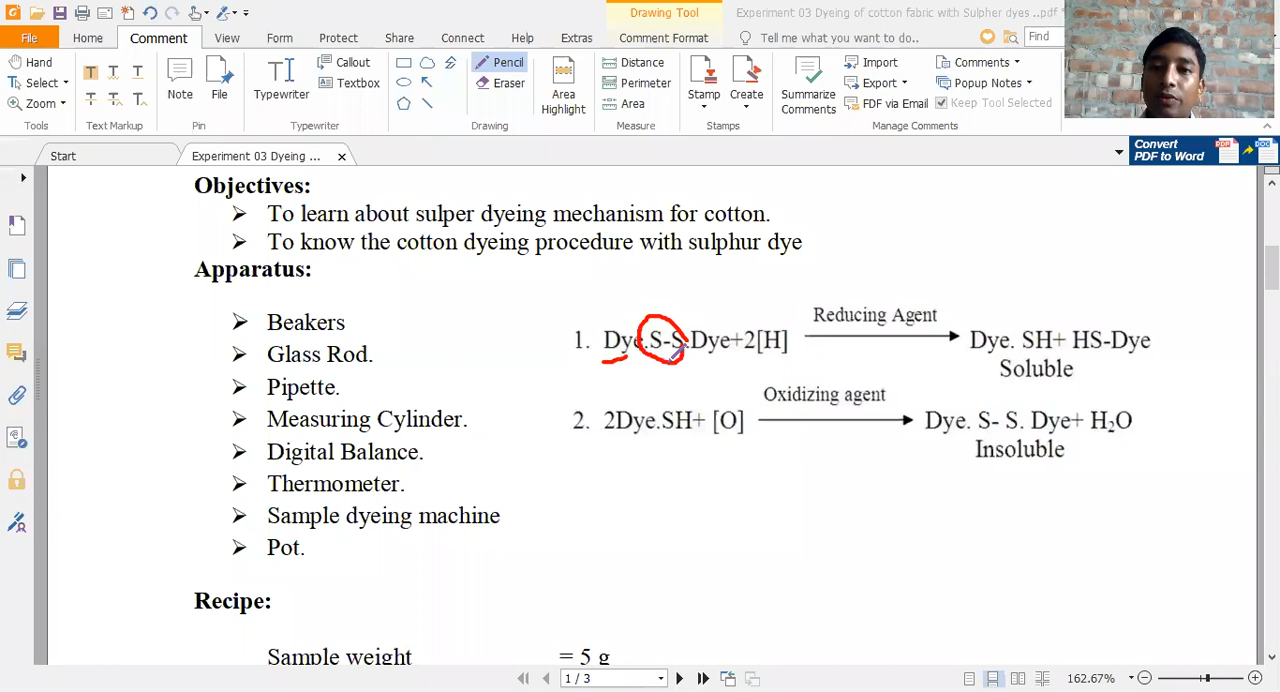 Drawing Tool
Experiment 03 Dyeing of cotton fabric with Sulpher dyes ..pdf *
File Home Comment View Form Protect Share Connect Help Extras Comment Format Tell me what you want to do.. Find
Hand
Select
Zoom
Tools
T T T
Text Markup
Note File
Pin
Typewriter
Callout
Textbox
Typewriter
Pencil
Eraser
Drawing
Area Highlight
Distance
Perimeter
Area
Measure
Stamp Create
Stamps
Summarize Comments
Import
Export
FDF via Email
Comments
Popup Notes
Keep Tool Selected
Manage Comments
Start
Experiment 03 Dyeing ...
Convert
PDF to Word
Objectives:
To learn about sulper dyeing mechanism for cotton.
To know the cotton dyeing procedure with sulphur dye
Apparatus:
Beakers
Glass Rod.
Pipette.
Measuring Cylinder.
Digital Balance.
Thermometer.
Sample dyeing machine
Pot.
Reducing Agent
1. Dye.S-S.Dye+2[H] Dye. SH+ HS-Dye
Soluble
Oxidizing agent
2. 2Dye.SH+ [O] Dye. S- S. Dye+ H₂O
Insoluble
Recipe:
Sample weight = 5 g
1 / 3
162.67%